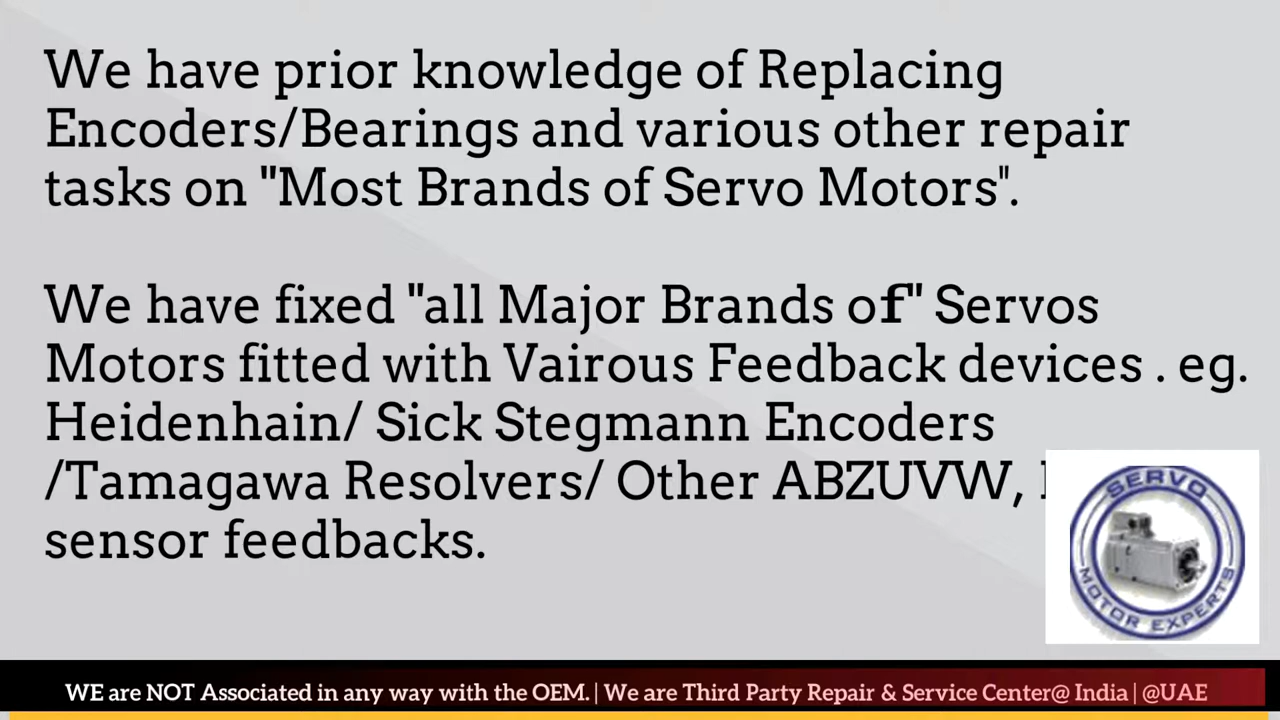 We have prior knowledge of Replacing
Encoders/Bearings and various other repair
tasks on "Most Brands of Servo Motors".
We have fixed "all Major Brands of" Servos
Motors fitted with Vairous Feedback devices . eg.
Heidenhain/ Sick Stegmann Encoders
/Tamagawa Resolvers/ Other ABZUVW,
sensor feedbacks.
SERVO
MOTOR EXPERTS
WE are NOT Associated in any way with the OEM. | We are Third Party Repair & Service Center@ India | @UAE